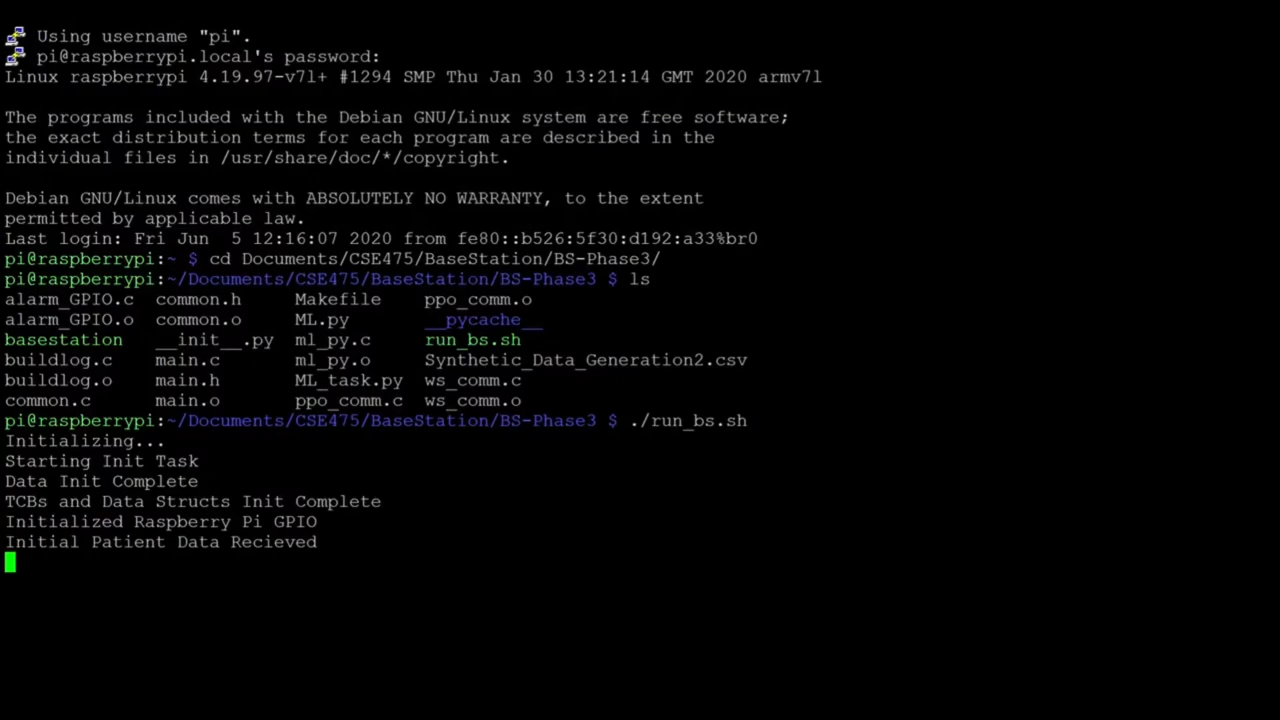 Using username "pi".
pi@raspberrypi.local's password:
Linux raspberrypi 4.19.97-v7l+ #1294 SMP Thu Jan 30 13:21:14 GMT 2020 armv7l
The programs included with the Debian GNU/Linux system are free software;
the exact distribution terms for each program are described in the
individual files in /usr/share/doc/*/copyright.
Debian GNU/Linux comes with ABSOLUTELY NO WARRANTY, to the extent
permitted by applicable law.
Last login: Fri Jun  5 12:16:07 2020 from fe80::b526:5f30:d192:a33%br0
pi@raspberrypi:~ $ cd Documents/CSE475/BaseStation/BS-Phase3/
pi@raspberrypi:~/Documents/CSE475/BaseStation/BS-Phase3 $ ls
alarm_GPIO.c  common.h     Makefile    ppo_comm.o
alarm_GPIO.o  common.o     ML.py       __pycache__
basestation   __init__.py  ml_py.c     run_bs.sh
buildlog.c    main.c       ml_py.o     Synthetic_Data_Generation2.csv
buildlog.o    main.h       ML_task.py  ws_comm.c
common.c      main.o       ppo_comm.c  ws_comm.o
pi@raspberrypi:~/Documents/CSE475/BaseStation/BS-Phase3 $ ./run_bs.sh
Initializing...
Starting Init Task
Data Init Complete
TCBs and Data Structs Init Complete
Initialized Raspberry Pi GPIO
Initial Patient Data Recieved